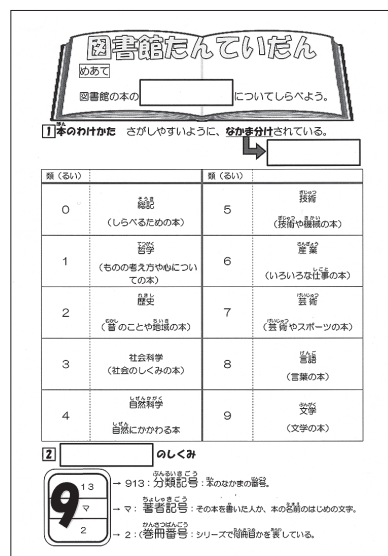 図書館たんていだん
めあて
図書館の本の についてしらべよう。
1 本のわけかた さがしやすいように、なかま分けされている。
類(るい) 類(るい)
0 総記 5 技術
(しらべるための本) (技術や機械の本)
1 哲学 6 産業
(ものの考え方や心についての本) (いろいろな仕事の本)
2 歴史 7 芸術
(昔のことや地域の本) (芸術やスポーツの本)
3 社会科学 8 言語
(社会のしくみの本) (言葉の本)
4 自然科学 9 文学
自然にかかわる本 (文学の本)
2 のしくみ
913 → 913:分類記号:本のなかまの番号。
マ → マ:著者記号:その本を書いた人か、本の名前のはじめの文字。
2 → 2:(巻冊番号:シリーズで何冊目かを表している。
9